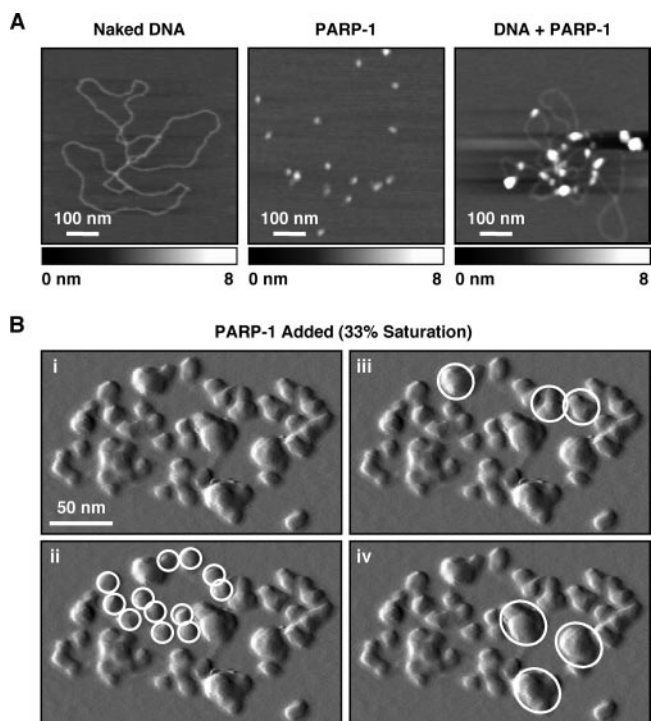 A
Naked DNA PARP-1 DNA + PARP-1
100 nm 100 nm 100 nm
0 nm 8 0 nm 8 0 nm 8
B
PARP-1 Added (33% Saturation)
i iii
50 nm
ii iv